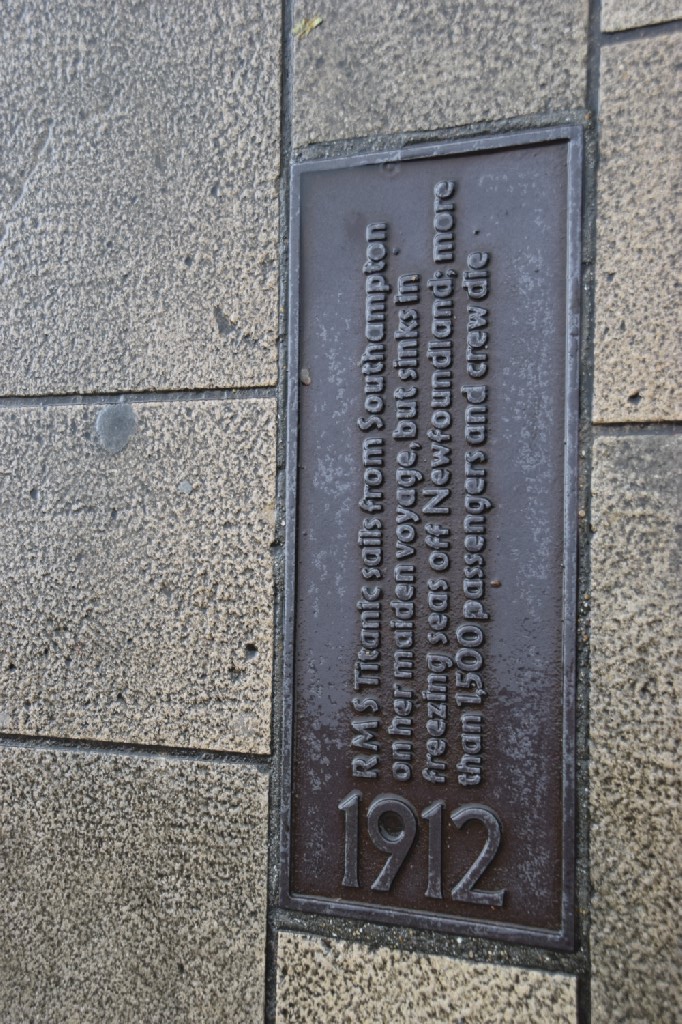 1912
RMS Titanic sails from Southampton
on her maiden voyage, but sinks in
freezing seas off Newfoundland; more
than 1,500 passengers and crew die